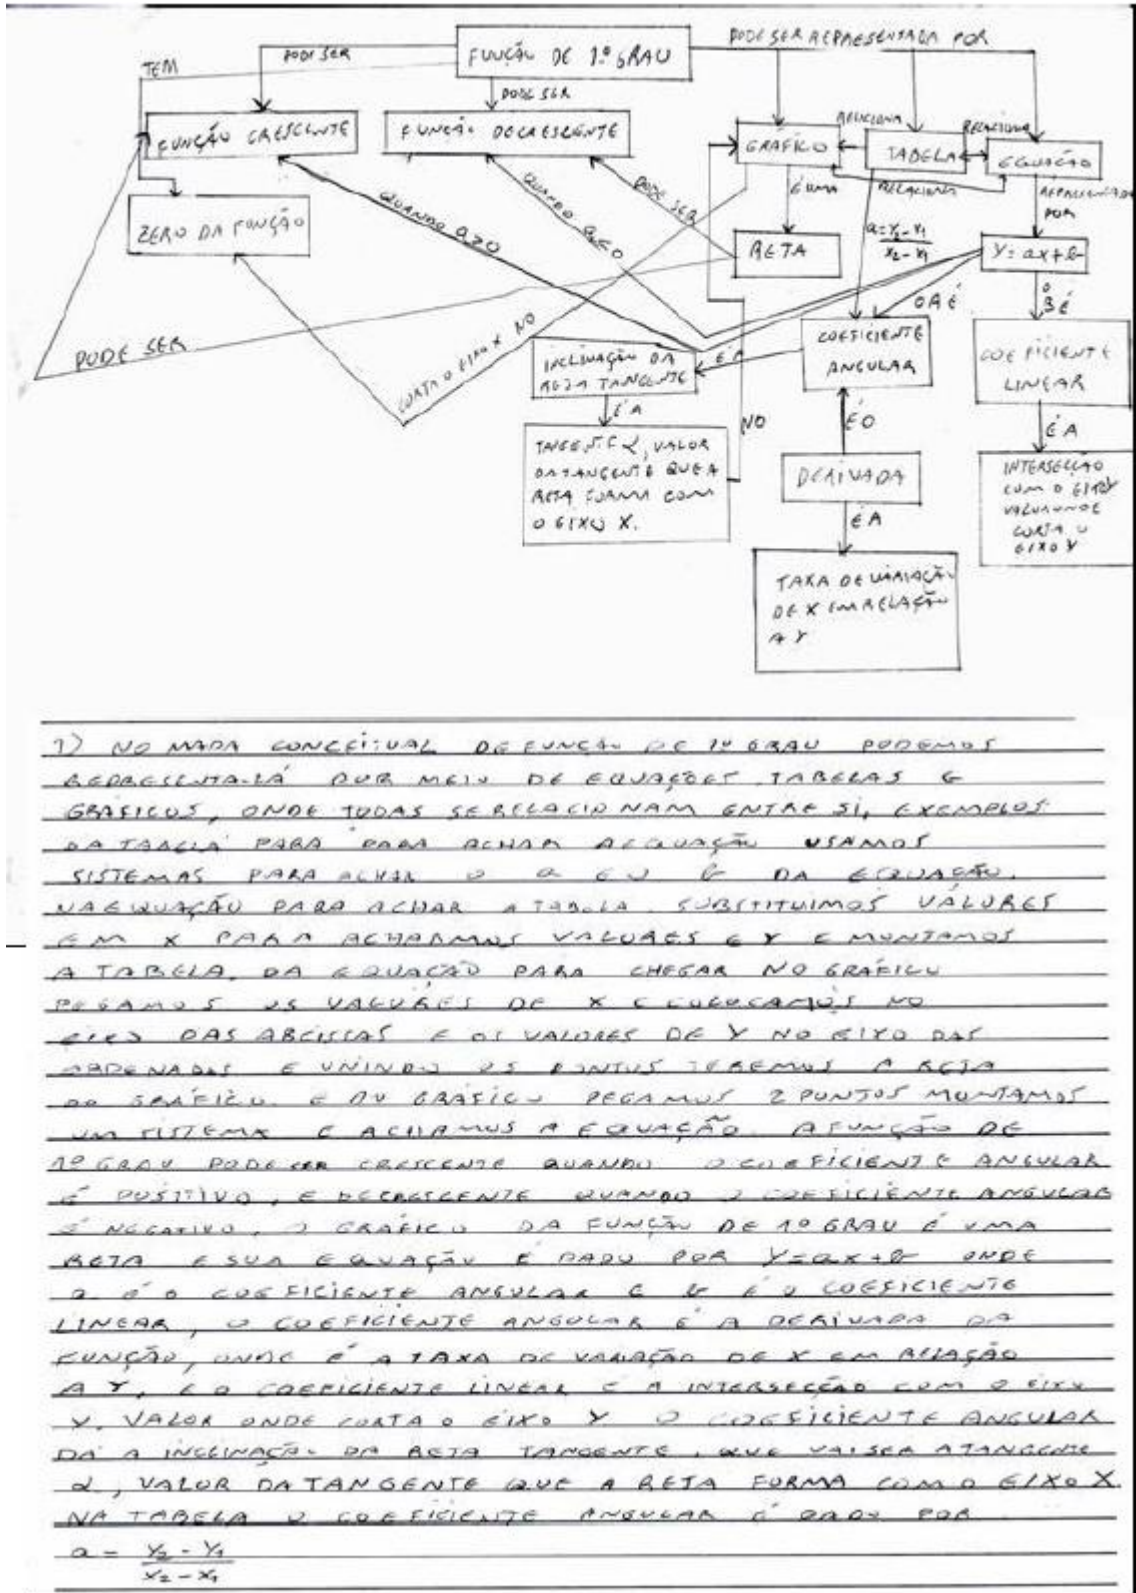 FUNÇÃO DE 1º GRAU
PODE SER REPRESENTADA POR
PODE SER
TEM
PODE SER
FUNÇÃO CRESCENTE
FUNÇÃO DECRESCENTE
RELACIONA
RELACIONA
GRÁFICO
TABELA
EQUAÇÃO
É UMA
RELACIONA
REPRESENTADA
POR
ZERO DA FUNÇÃO
QUANDO a>0
QUANDO a<0
PODE SER
RETA
a = y2 - y1
x2 - x1
Y = ax + b
O a É
O
B É
PODE SER
CORTA O EIXO X NO
INCLINAÇÃO DA
RETA TANGENTE
É A
COEFICIENTE
ANGULAR
COEFICIENTE
LINEAR
É A
NO
É O
É A
TANGENTE α, VALOR
DA TANGENTE QUE A
RETA FORMA COM
O EIXO X.
DERIVADA
INTERSECÇÃO
COM O EIXO Y
VALOR ONDE
CORTA O
EIXO Y
É A
TAXA DE VARIAÇÃO
DE X EM RELAÇÃO
A Y
1) NO MAPA CONCEITUAL DE FUNÇÃO DE 1º GRAU PODEMOS
REPRESENTA-LÁ POR MEIO DE EQUAÇÕES, TABELAS E
GRÁFICOS, ONDE TODAS SE RELACIONAM ENTRE SI, EXEMPLOS
DA TABELA PARA PARA ACHAR A EQUAÇÃO USAMOS
SISTEMAS PARA ACHAR O a E O b DA EQUAÇÃO.
NA EQUAÇÃO PARA ACHAR A TABELA. SUBSTITUIMOS VALORES
EM X PARA ACHARMOS VALORES E Y E MONTAMOS
A TABELA. DA EQUAÇÃO PARA CHEGAR NO GRÁFICO
PEGAMOS OS VALORES DE X E COLOCAMOS NO
EIXO DAS ABCISSAS E OS VALORES DE Y NO EIXO DAS
ORDENADAS E UNINDO OS PONTOS TEREMOS A RETA
DO GRÁFICO. E DO GRÁFICO PEGAMOS 2 PONTOS MONTAMOS
UM SISTEMA E ACHAMOS A EQUAÇÃO. A FUNÇÃO DE
1º GRAU PODE SER CRESCENTE QUANDO O COEFICIENTE ANGULAR
É POSITIVO, E DECRESCENTE QUANDO O COEFICIENTE ANGULAR
É NEGATIVO, O GRÁFICO DA FUNÇÃO DE 1º GRAU É UMA
RETA E SUA EQUAÇÃO É DADO POR Y = ax + b ONDE
a É O COEFICIENTE ANGULAR E b É O COEFICIENTE
LINEAR, O COEFICIENTE ANGULAR É A DERIVADA DA
FUNÇÃO, ONDE É A TAXA DE VARIAÇÃO DE X EM RELAÇÃO
A Y, E O COEFICIENTE LINEAR É A INTERSECÇÃO COM O EIXO
Y. VALOR ONDE CORTA O EIXO Y O COEFICIENTE ANGULAR
DÁ A INCLINAÇÃO DA RETA TANGENTE, QUE VAI SER A TANGENTE
α, VALOR DA TANGENTE QUE A RETA FORMA COM O EIXO X
NA TABELA O COEFICIENTE ANGULAR É DADO POR
a = Y2 - Y1
X2 - X1